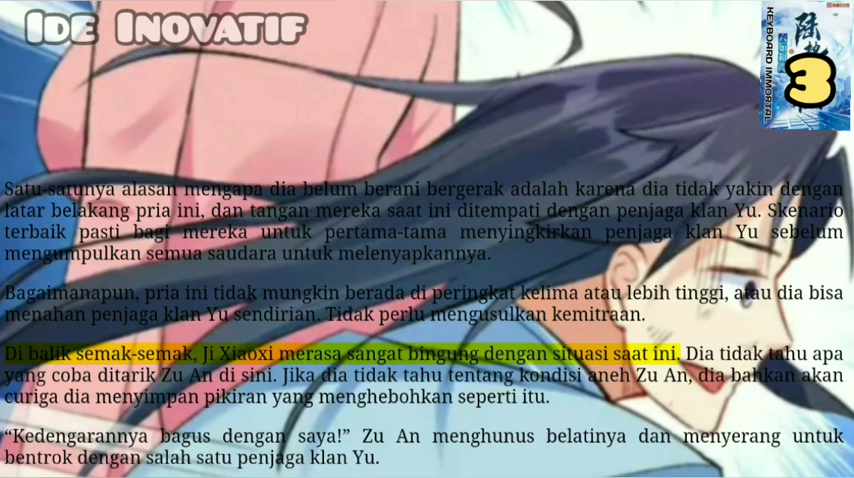 IDE INOVATIF
KEYBOARD IMMORTAL
3
Satu-satunya alasan mengapa dia belum berani bergerak adalah karena dia tidak yakin dengan
latar belakang pria ini, dan tangan mereka saat ini ditempati dengan penjaga klan Yu. Skenario
terbaik pasti bagi mereka untuk pertama-tama menyingkirkan penjaga klan Yu sebelum
mengumpulkan semua saudara untuk melenyapkannya.
Bagaimanapun, pria ini tidak mungkin berada di peringkat kelima atau lebih tinggi, atau dia bisa
menahan penjaga klan Yu sendirian. Tidak perlu mengusulkan kemitraan.
Di balik semak-semak, Ji Xiaoxi merasa sangat bingung dengan situasi saat ini. Dia tidak tahu apa
yang coba ditarik Zu An di sini. Jika dia tidak tahu tentang kondisi aneh Zu An, dia bahkan akan
curiga dia menyimpan pikiran yang menghebohkan seperti itu.
“Kedengarannya bagus dengan saya!” Zu An menghunus belatinya dan menyerang untuk
bentrok dengan salah satu penjaga klan Yu.